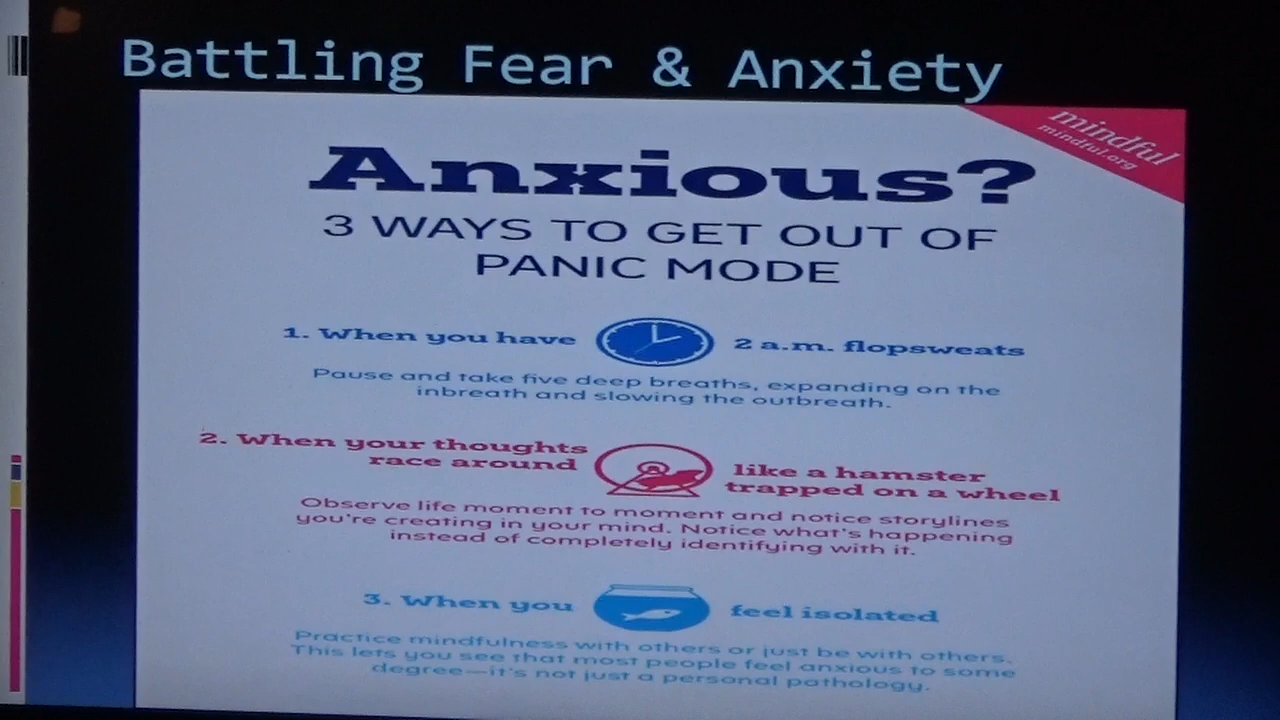 Battling Fear & Anxiety
mindful
mindful.org
Anxious?
3 WAYS TO GET OUT OF
PANIC MODE
1. When you have 2 a.m. flopsweats
Pause and take five deep breaths, expanding on the
inbreath and slowing the outbreath.
2. When your thoughts
race around
like a hamster
trapped on a wheel
Observe life moment to moment and notice storylines
you're creating in your mind. Notice what's happening
instead of completely identifying with it.
3. When you feel isolated
Practice mindfulness with others or just be with others.
This lets you see that most people feel anxious to some
degree—it's not just a personal pathology.